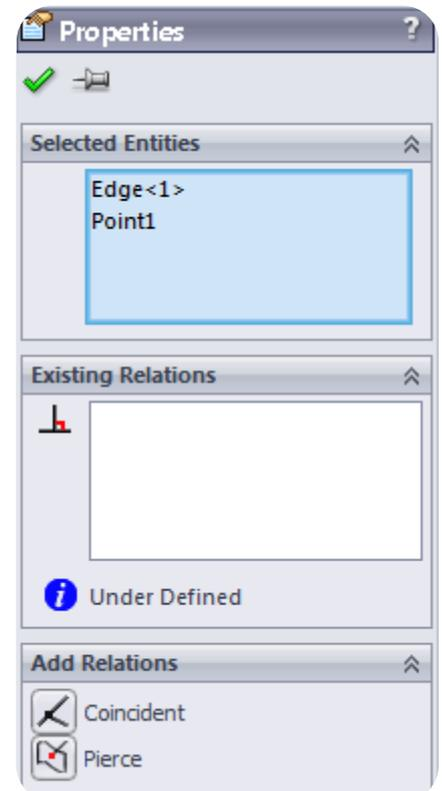 Properties ?
Selected Entities
Edge<1>
Point1
Existing Relations
Under Defined
Add Relations
Coincident
Pierce